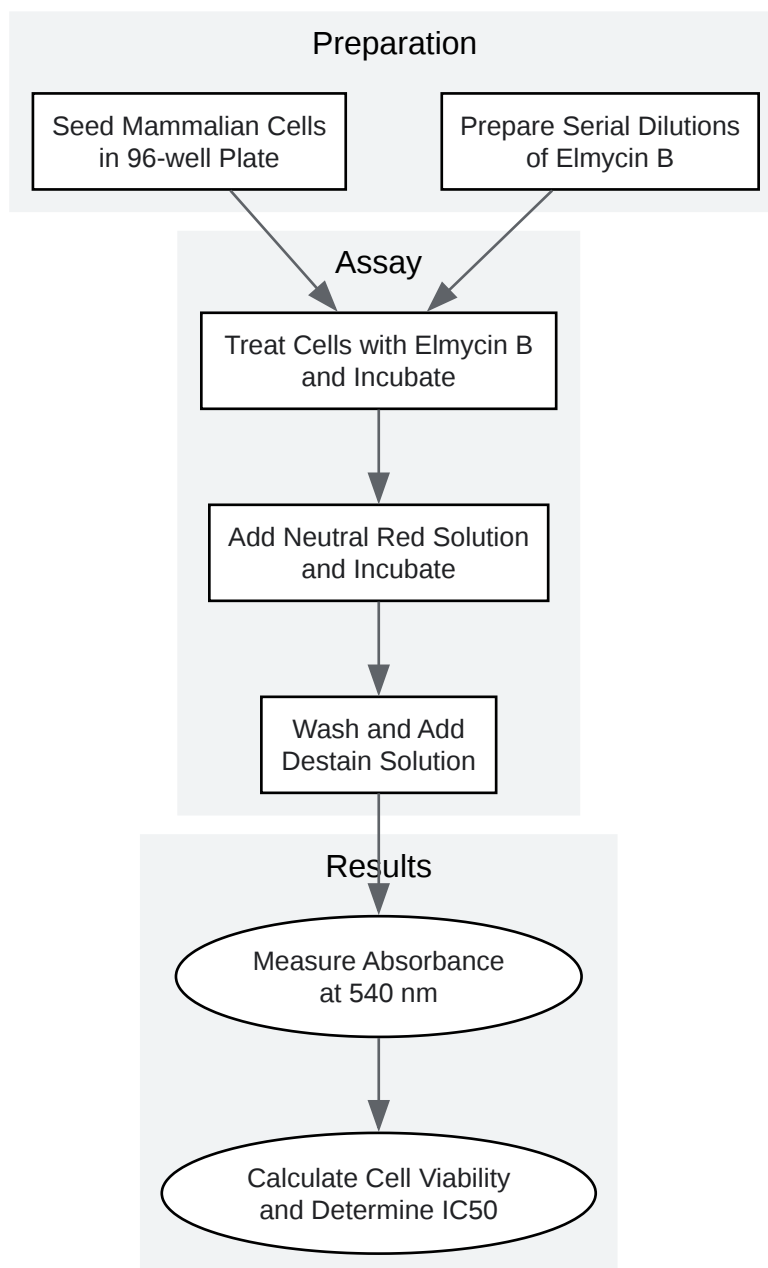 Preparation
Seed Mammalian Cells
in 96-well Plate
Prepare Serial Dilutions
of Elmycin B
Assay
Treat Cells with Elmycin B
and Incubate
Add Neutral Red Solution
and Incubate
Wash and Add
Destain Solution
Results
Measure Absorbance
at 540 nm
Calculate Cell Viability
and Determine IC50